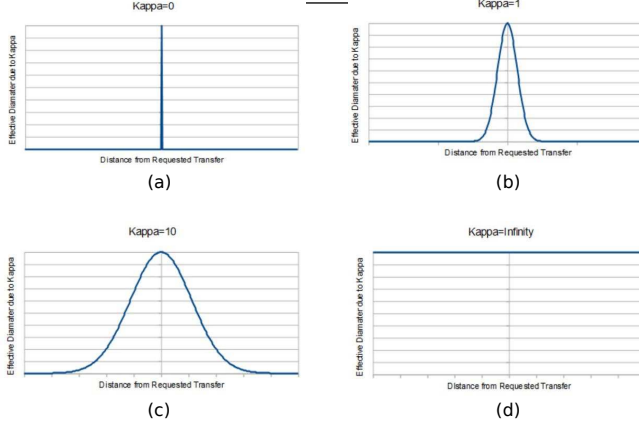 Kappa=0
Effective Diamater due to Kappa
Distance from Requested Transfer
(a)
Kappa=1
Effective Diamater due to Kappa
Distance from Requested Transfer
(b)
Kappa=10
Effective Diamater due to Kappa
Distance from Requested Transfer
(c)
Kappa=Infinity
Effective Diamater due to Kappa
Distance from Requested Transfer
(d)